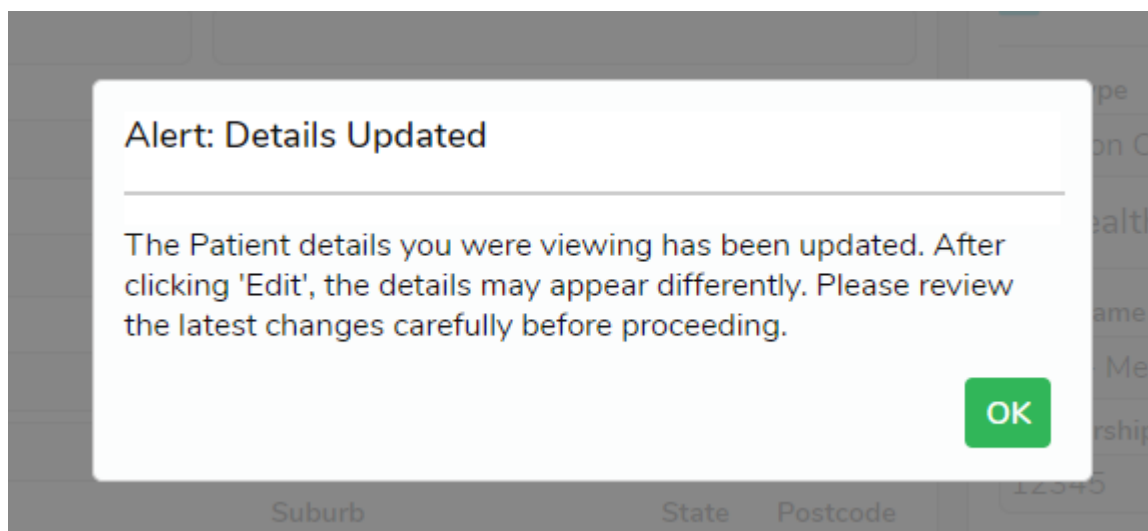 Alert: Details Updated
The Patient details you were viewing has been updated. After
clicking 'Edit', the details may appear differently. Please review
the latest changes carefully before proceeding.
OK
12345
Suburb State Postcode